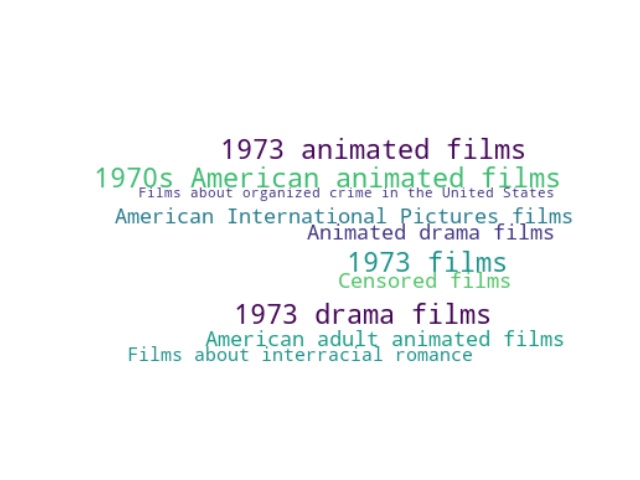 1973 animated films
1970s American animated films
Films about organized crime in the United States
American International Pictures films
Animated drama films
1973 films
Censored films
1973 drama films
American adult animated films
Films about interracial romance